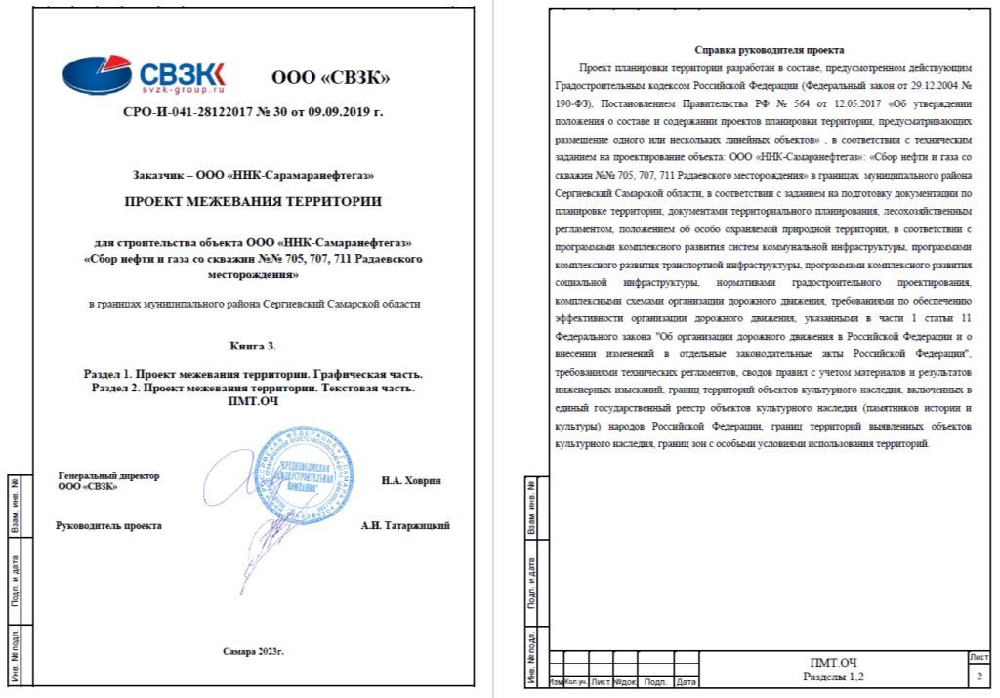 СВЗК
svzk-group.ru
ООО «СВЗК»
СРО-И-041-28122017 № 30 от 09.09.2019 г.
Заказчик – ООО «ННК-Сарамаранефтегаз»
ПРОЕКТ МЕЖЕВАНИЯ ТЕРРИТОРИИ
для строительства объекта ООО «ННК-Самаранефтегаз»
«Сбор нефти и газа со скважин №№ 705, 707, 711 Радаевского
месторождения»
в границах муниципального района Сергиевский Самарской области
Книга 3.
Раздел 1. Проект межевания территории. Графическая часть.
Раздел 2. Проект межевания территории. Текстовая часть.
ПМТ.ОЧ
Генеральный директор
ООО «СВЗК»
Н.А. Ховрин
Руководитель проекта
А.И. Татаржицкий
Самара 2023г.
Взам. инв. №
Подп. и дата
Инв. № подл.
Справка руководителя проекта
Проект планировки территории разработан в составе, предусмотренном действующим
Градостроительным кодексом Российской Федерации (Федеральный закон от 29.12.2004 №
190-ФЗ), Постановлением Правительства РФ № 564 от 12.05.2017 «Об утверждении
положения о составе и содержании проектов планировки территории, предусматривающих
размещение одного или нескольких линейных объектов» , в соответствии с техническим
заданием на проектирование объекта: ООО «ННК-Самаранефтегаз»: «Сбор нефти и газа со
скважин №№ 705, 707, 711 Радаевского месторождения» в границах муниципального района
Сергиевский Самарской области, в соответствии с заданием на подготовку документации по
планировке территории, документами территориального планирования, лесохозяйственным
регламентом, положением об особо охраняемой природной территории, в соответствии с
программами комплексного развития систем коммунальной инфраструктуры, программами
комплексного развития транспортной инфраструктуры, программами комплексного развития
социальной инфраструктуры, нормативами градостроительного проектирования,
комплексными схемами организации дорожного движения, требованиями по обеспечению
эффективности организации дорожного движения, указанными в части 1 статьи 11
Федерального закона "Об организации дорожного движения в Российской Федерации и о
внесении изменений в отдельные законодательные акты Российской Федерации",
требованиями технических регламентов, сводов правил с учетом материалов и результатов
инженерных изысканий, границ территорий объектов культурного наследия, включенных в
единый государственный реестр объектов культурного наследия (памятников истории и
культуры) народов Российской Федерации, границ территорий выявленных объектов
культурного наследия, границ зон с особыми условиями использования территорий.
Взам. инв. №
Подп. и дата
Инв. № подл.
Изм Кол.уч. Лист №док. Подп. Дата
ПМТ.ОЧ
Разделы 1,2
Лист
2